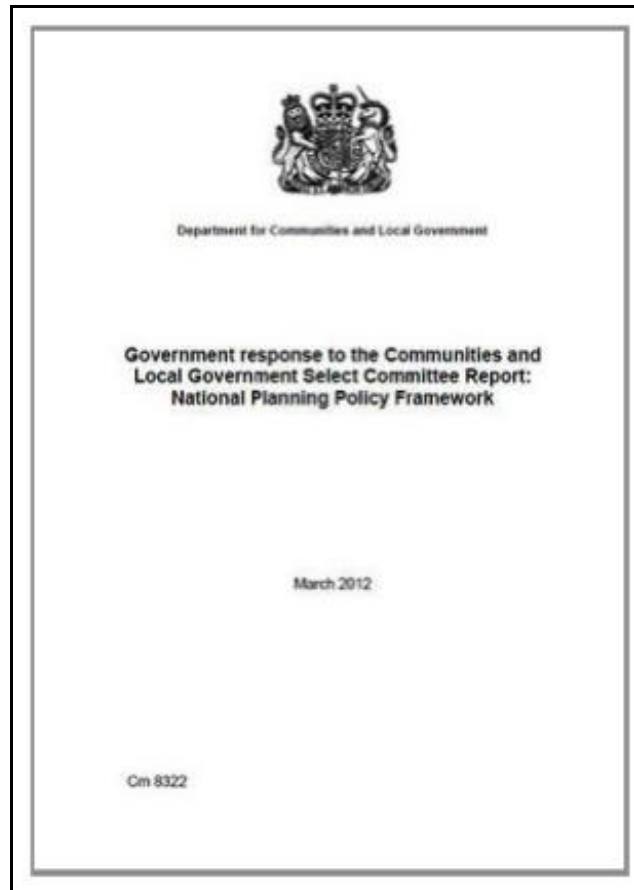 Department for Communities and Local Government
Government response to the Communities and
Local Government Select Committee Report:
National Planning Policy Framework
March 2012
Cm 8322